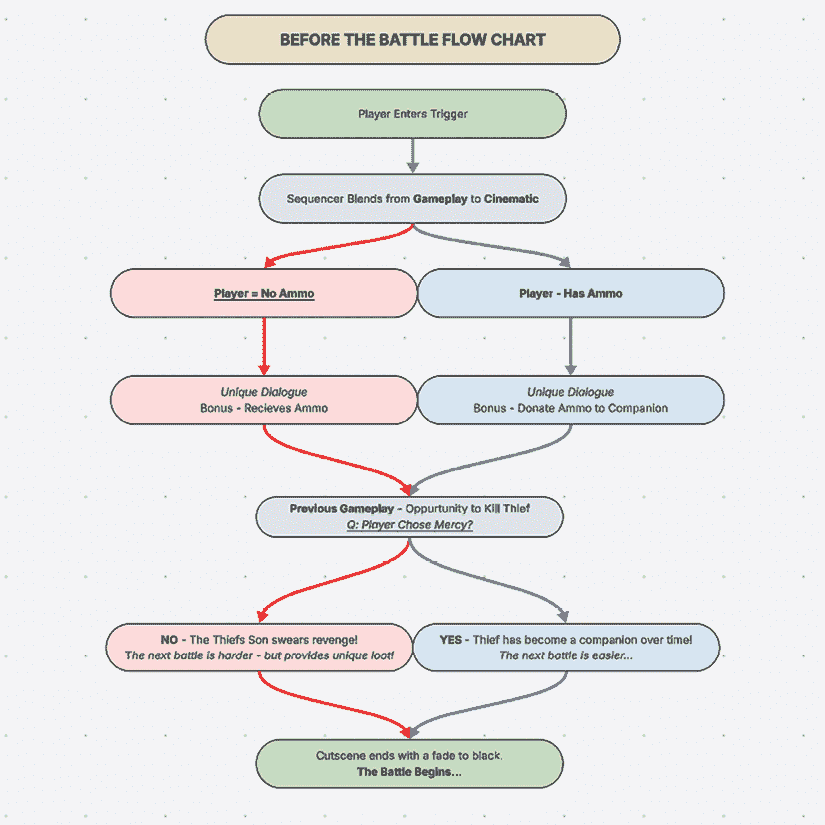 BEFORE THE BATTLE FLOW CHART
Player Enters Trigger
Sequencer Blends from Gameplay to Cinematic
Player = No Ammo
Player - Has Ammo
Unique Dialogue
Bonus - Recieves Ammo
Unique Dialogue
Bonus - Donate Ammo to Companion
Previous Gameplay - Oppurtunity to Kill Thief
Q: Player Chose Mercy?
NO - The Thiefs Son swears revenge!
The next battle is harder - but provides unique loot!
YES - Thief has become a companion over time!
The next battle is easier...
Cutscene ends with a fade to black.
The Battle Begins...